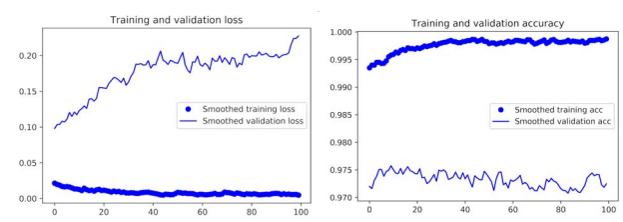 Training and validation loss
0.20
0.15
0.10
0.05
0.00
Smoothed training loss
Smoothed validation loss
0 20 40 60 80 100
Training and validation accuracy
1.000
0.995
0.990
0.985
0.980
0.975
0.970
Smoothed training acc
Smoothed validation acc
0 20 40 60 80 100